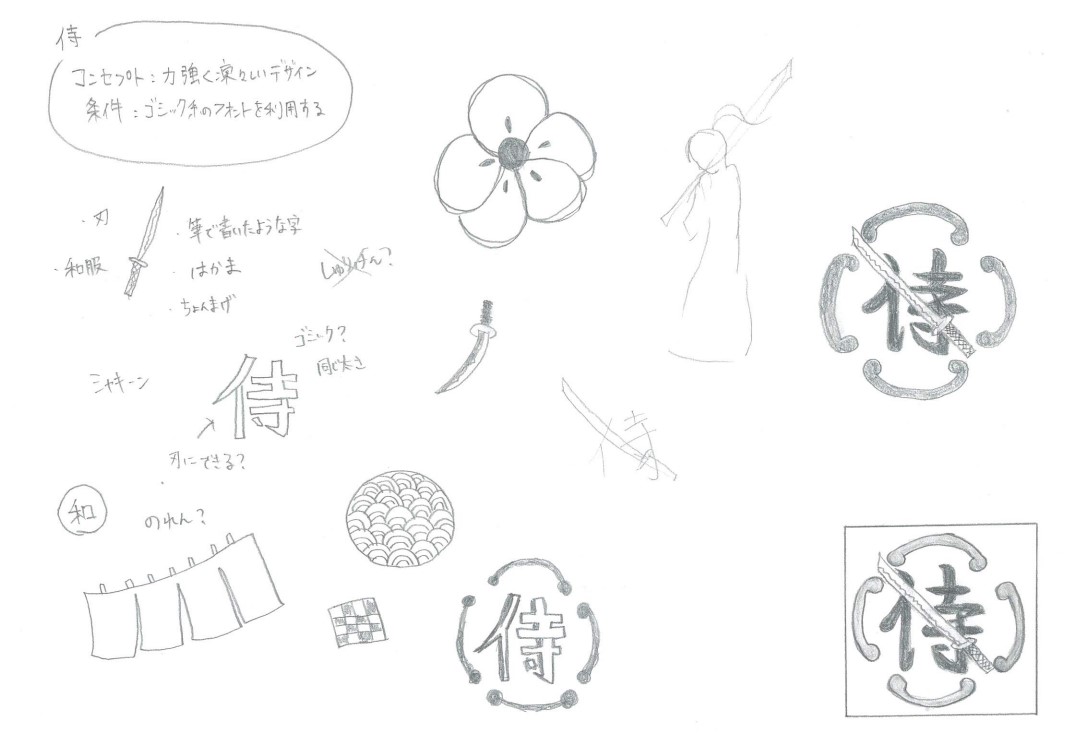 侍
コンセプト：力強く凛々しいデザイン
条件：ゴシック系のフォントを利用する
・刃
・和服
・筆で書いたような字
・はかま
・ちょんまげ
しゅりけん？
ゴシック？
同じ太さ
シャキーン
侍
刃にできる？
和
のれん？
侍
侍
侍
侍